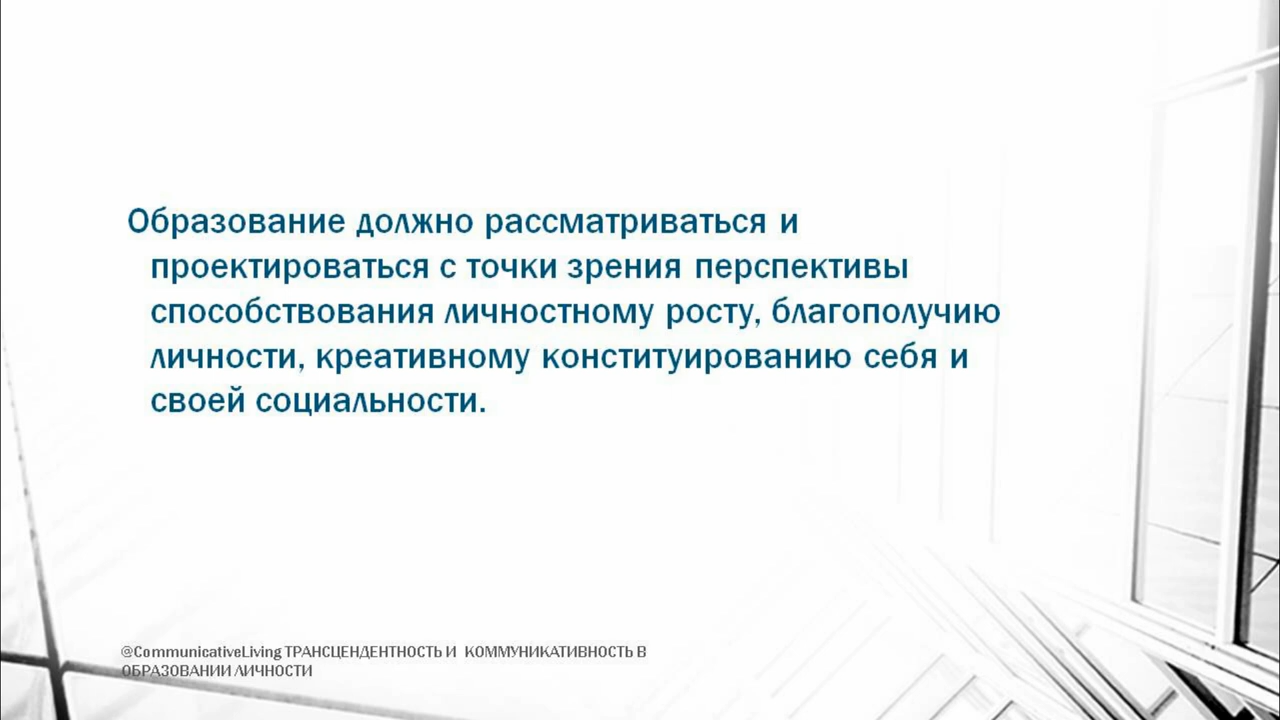 Образование должно рассматриваться и
проектироваться с точки зрения перспективы
способствования личностному росту, благополучию
личности, креативному конституированию себя и
своей социальности.
@CommunicativeLiving ТРАНСЦЕНДЕНТНОСТЬ И КОММУНИКАТИВНОСТЬ В
ОБРАЗОВАНИИ ЛИЧНОСТИ